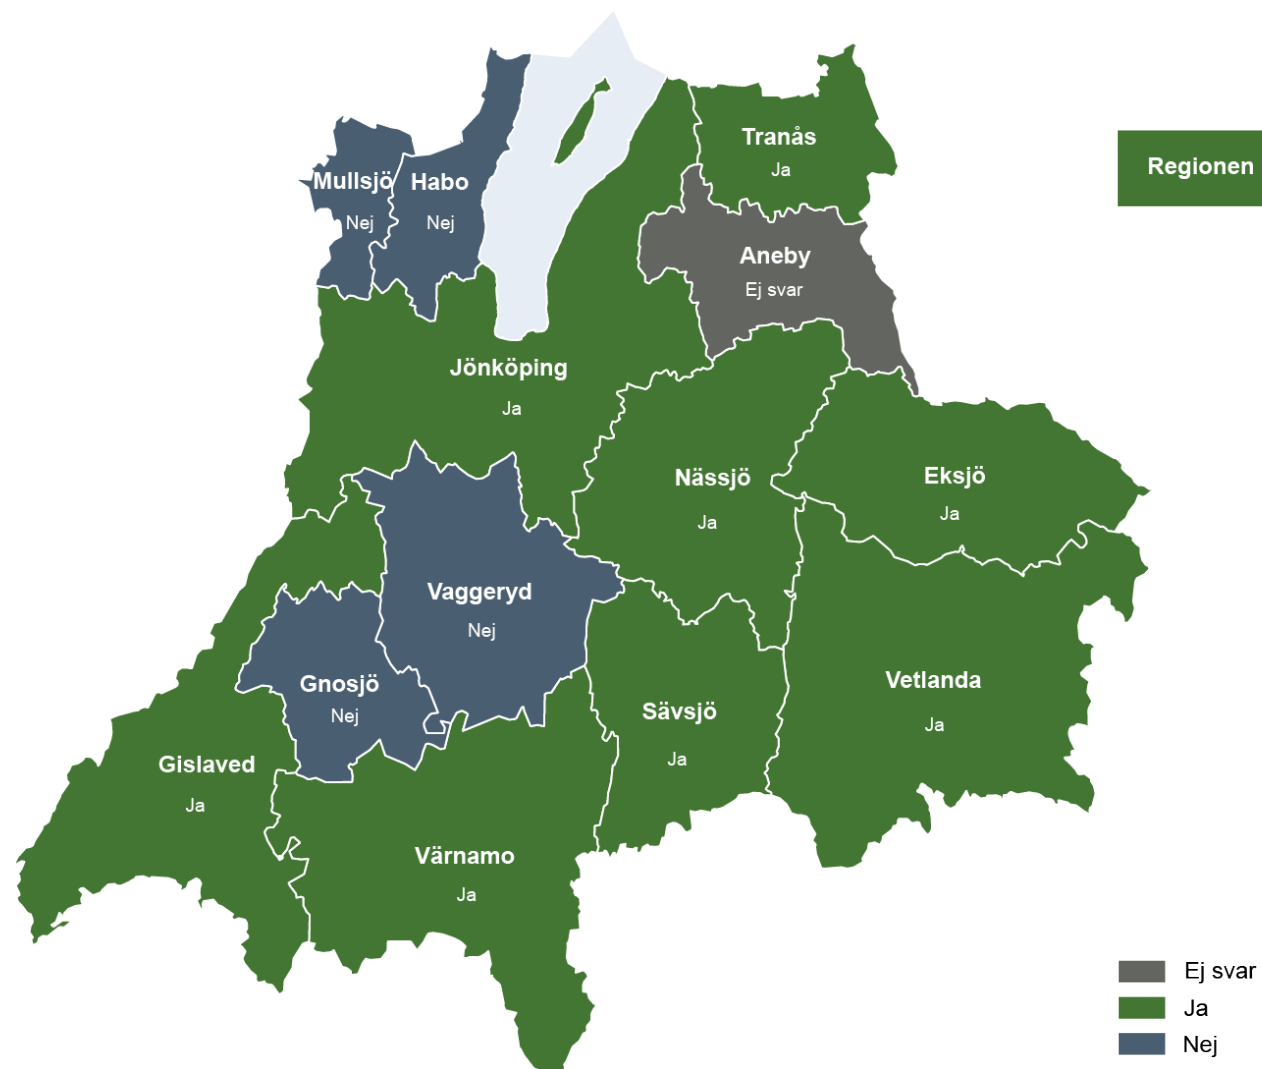 Tranås
Ja
Regionen
Mullsjö
Nej
Habo
Nej
Aneby
Ej svar
Jönköping
Ja
Nässjö
Ja
Eksjö
Ja
Vaggeryd
Nej
Gnosjö
Nej
Vetlanda
Ja
Sävsjö
Ja
Gislaved
Ja
Värnamo
Ja
Ej svar
Ja
Nej